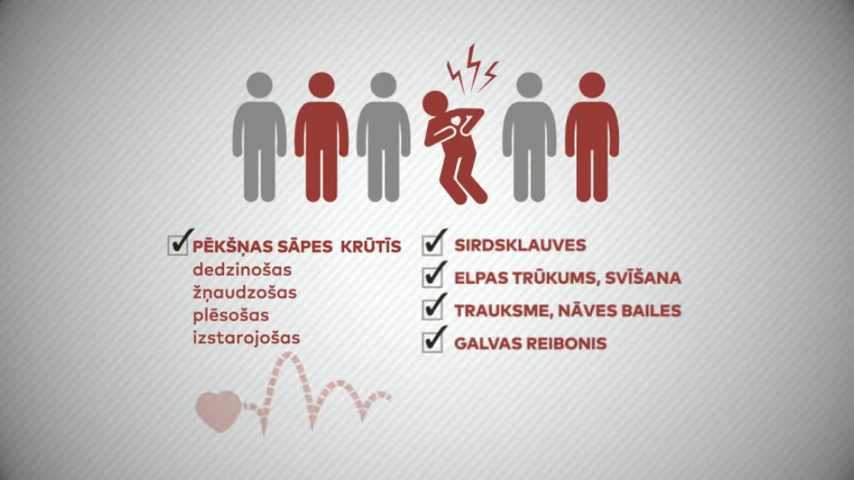 PĒKŠŅAS SĀPES KRŪTĪS
dedzinošas
žņaudzošas
plēsošas
izstarojošas
SIRDSKLAUVES
ELPAS TRŪKUMS, SVĪŠANA
TRAUKSME, NĀVES BAILES
GALVAS REIBONIS